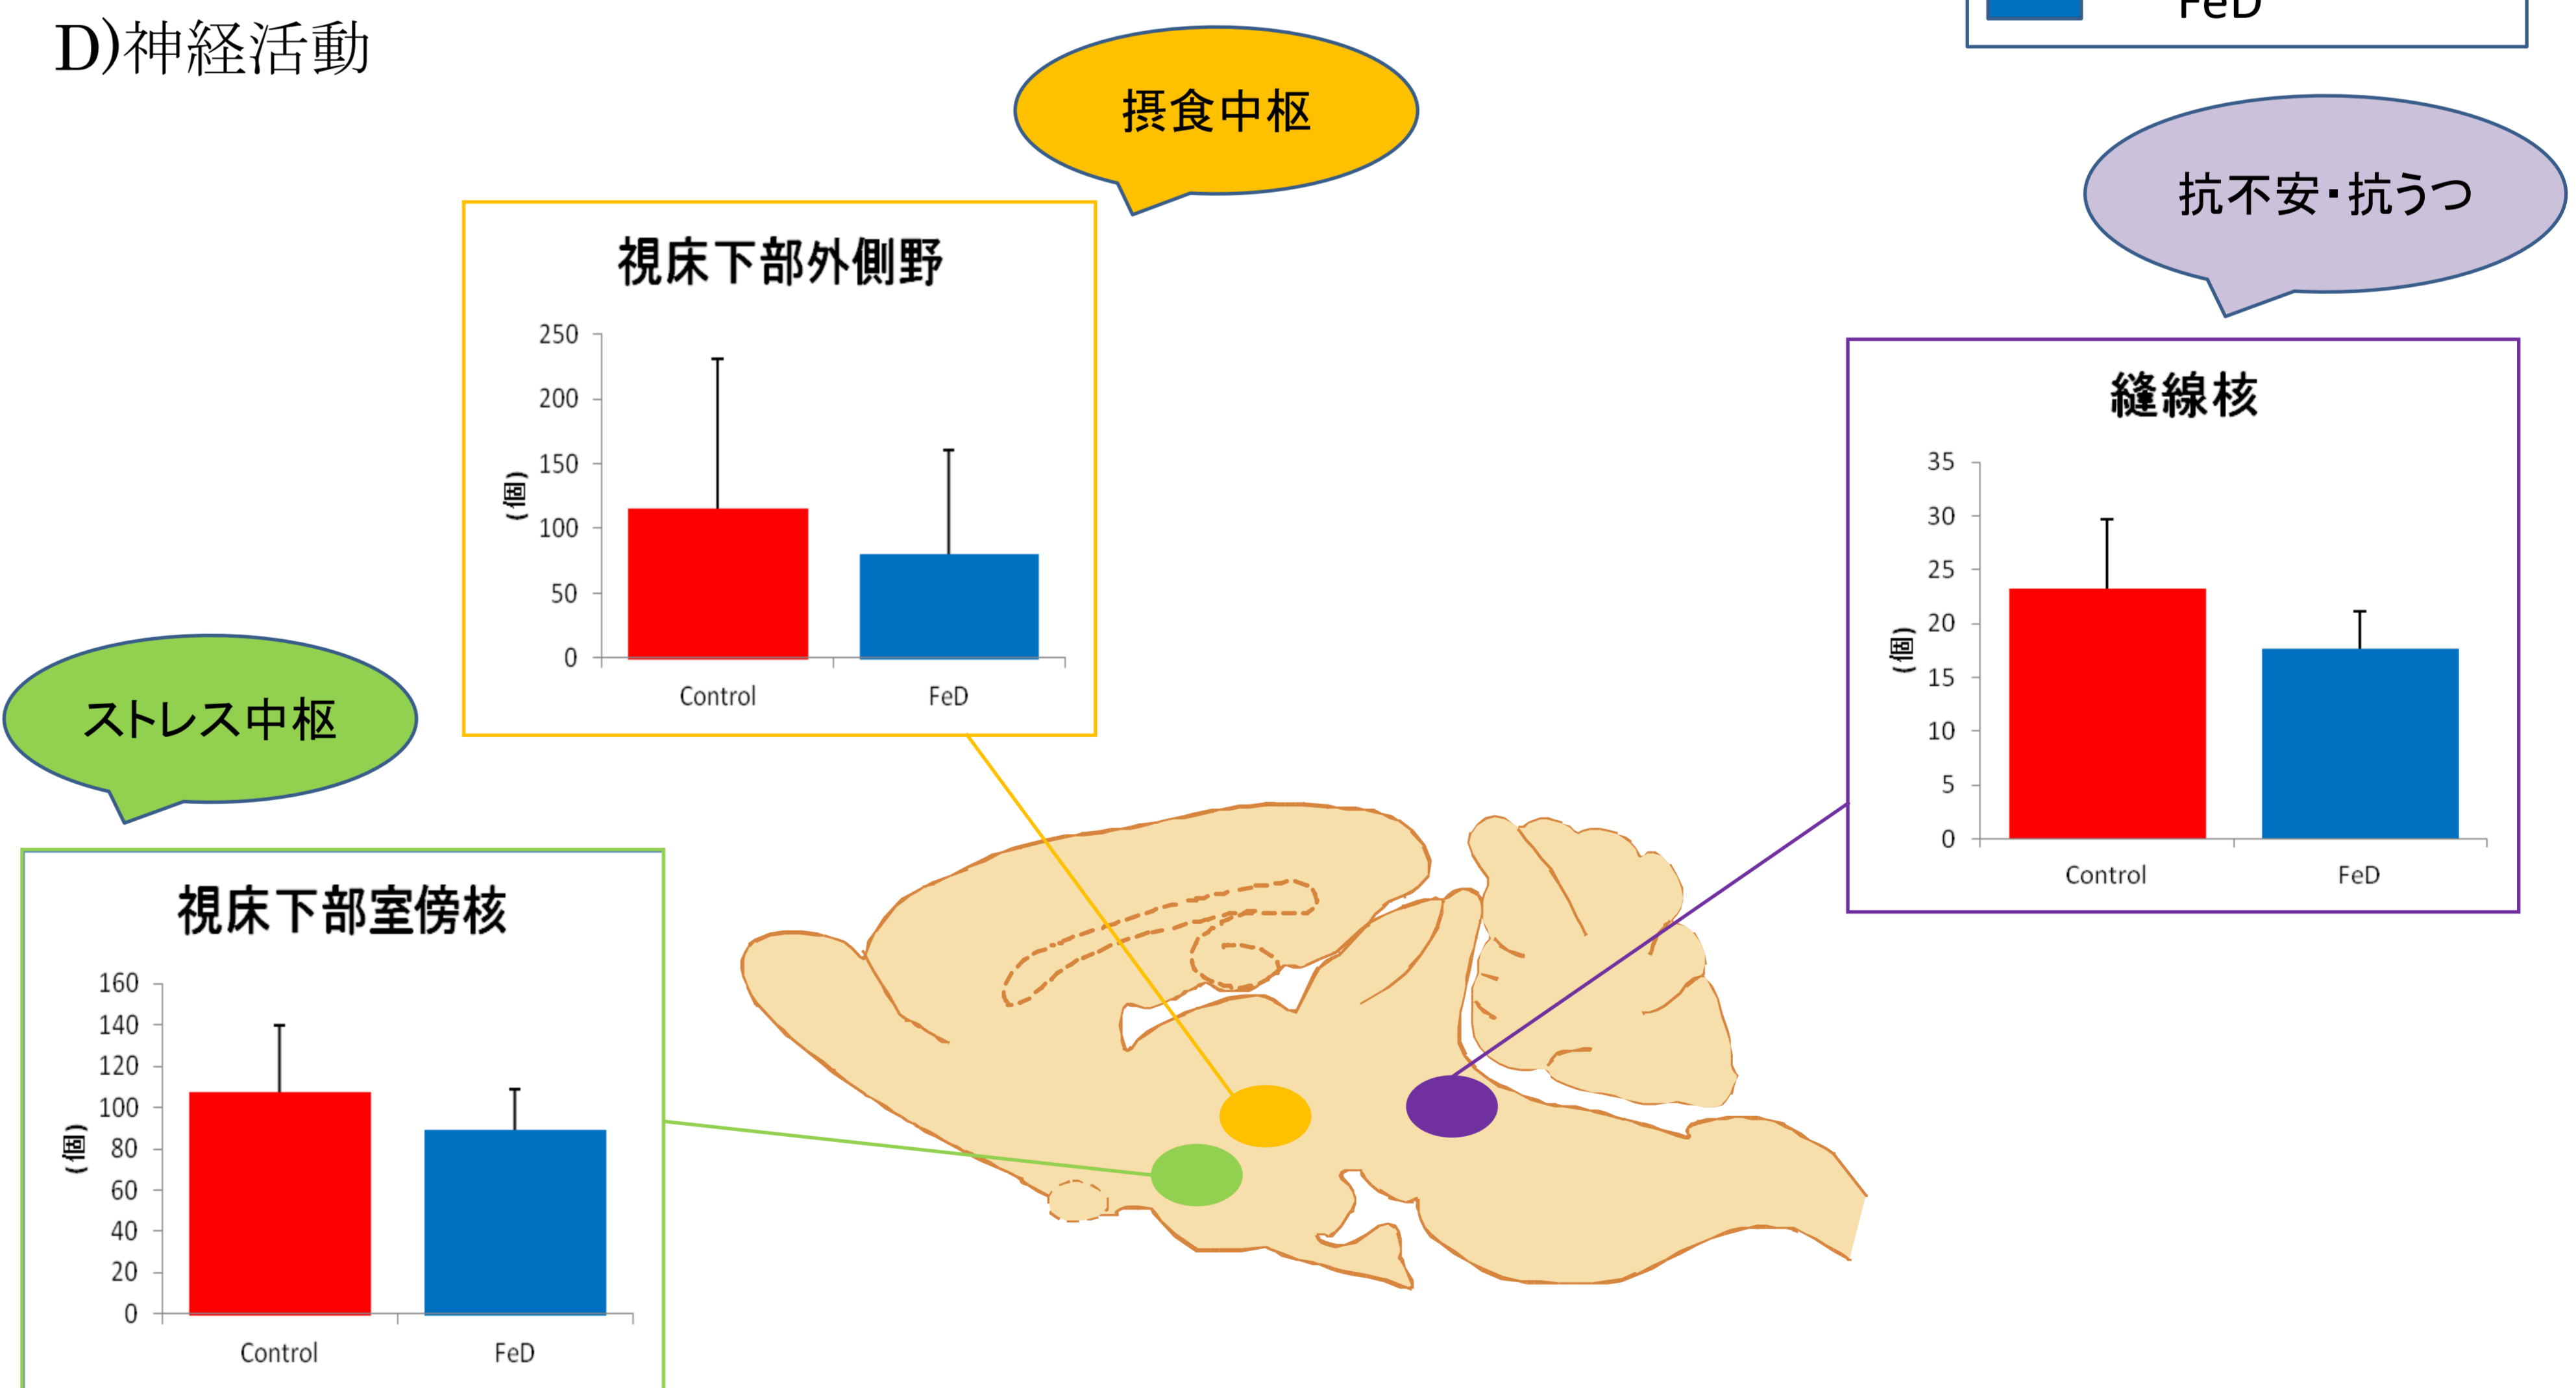 D)神経活動
FeD
摂食中枢
抗不安・抗うつ
視床下部外側野
250
200
150
100
50
0
(個)
Control
FeD
縫線核
35
30
25
20
15
10
5
0
(個)
Control
FeD
ストレス中枢
視床下部室傍核
160
140
120
100
80
60
40
20
0
(個)
Control
FeD